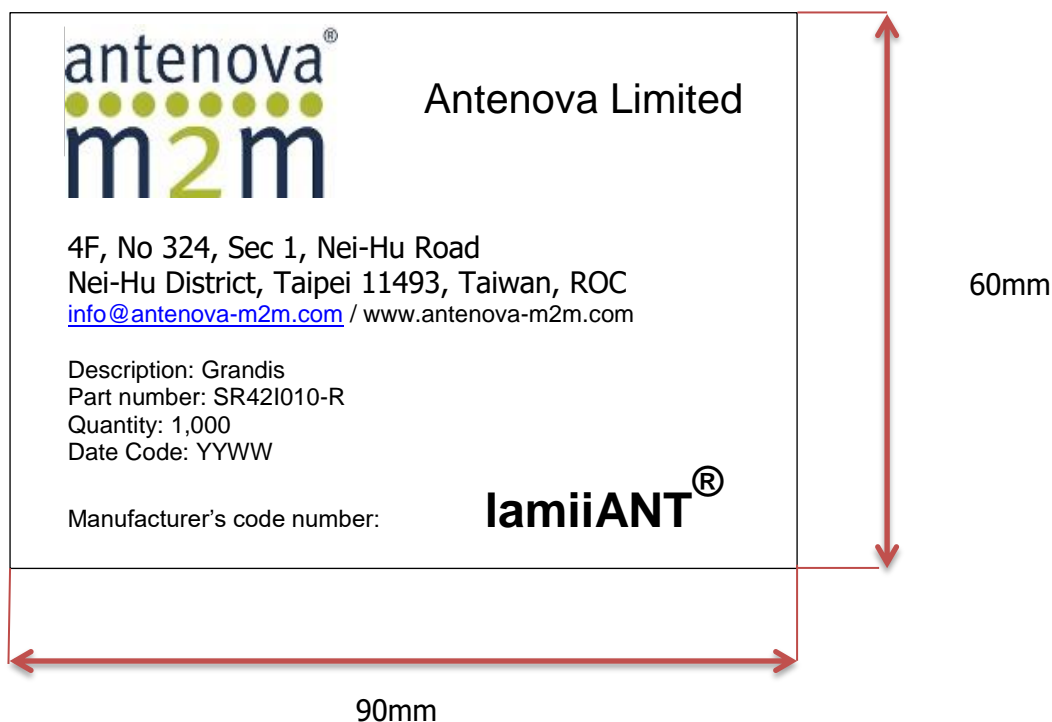 antenova®
m2m
Antenova Limited
4F, No 324, Sec 1, Nei-Hu Road
Nei-Hu District, Taipei 11493, Taiwan, ROC
info@antenova-m2m.com / www.antenova-m2m.com
Description: Grandis
Part number: SR42I010-R
Quantity: 1,000
Date Code: YYWW
Manufacturer’s code number:
lamiiANT®
60mm
90mm